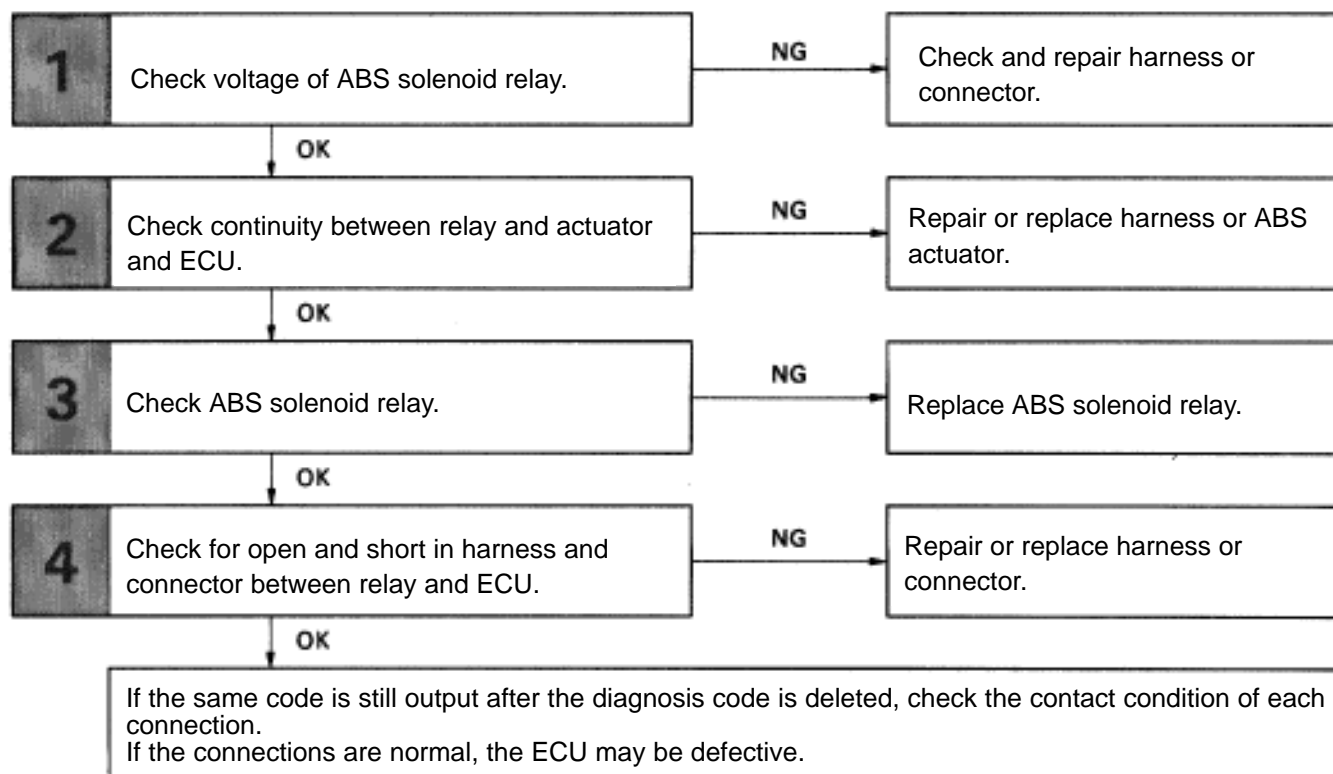 1
Check voltage of ABS solenoid relay.
NG
Check and repair harness or
connector.
OK
2
Check continuity between relay and actuator
and ECU.
NG
Repair or replace harness or ABS
actuator.
OK
3
Check ABS solenoid relay.
NG
Replace ABS solenoid relay.
OK
4
Check for open and short in harness and
connector between relay and ECU.
NG
Repair or replace harness or
connector.
OK
If the same code is still output after the diagnosis code is deleted, check the contact condition of each
connection.
If the connections are normal, the ECU may be defective.